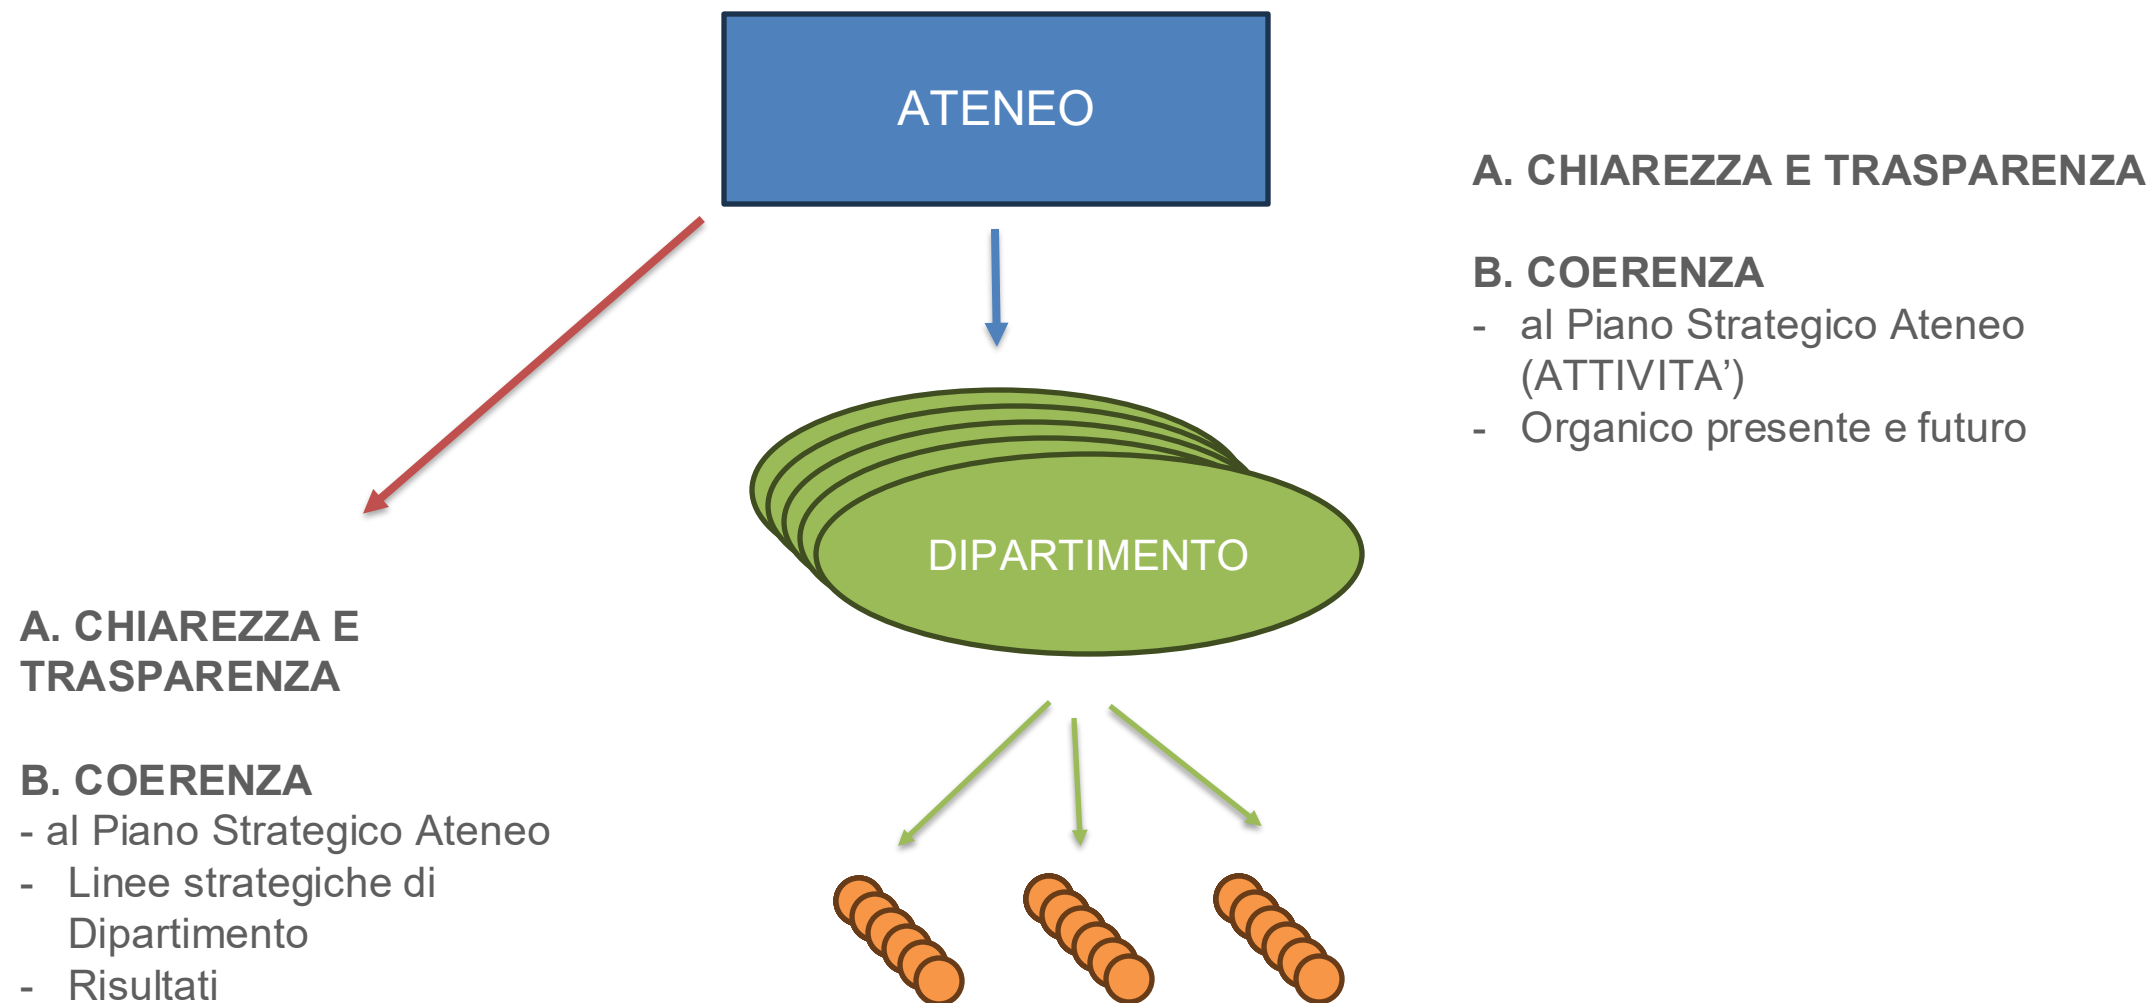 ATENEO
A. CHIAREZZA E TRASPARENZA
B. COERENZA
- al Piano Strategico Ateneo
(ATTIVITA’)
- Organico presente e futuro
DIPARTIMENTO
A. CHIAREZZA E
TRASPARENZA
B. COERENZA
- al Piano Strategico Ateneo
- Linee strategiche di
Dipartimento
- Risultati